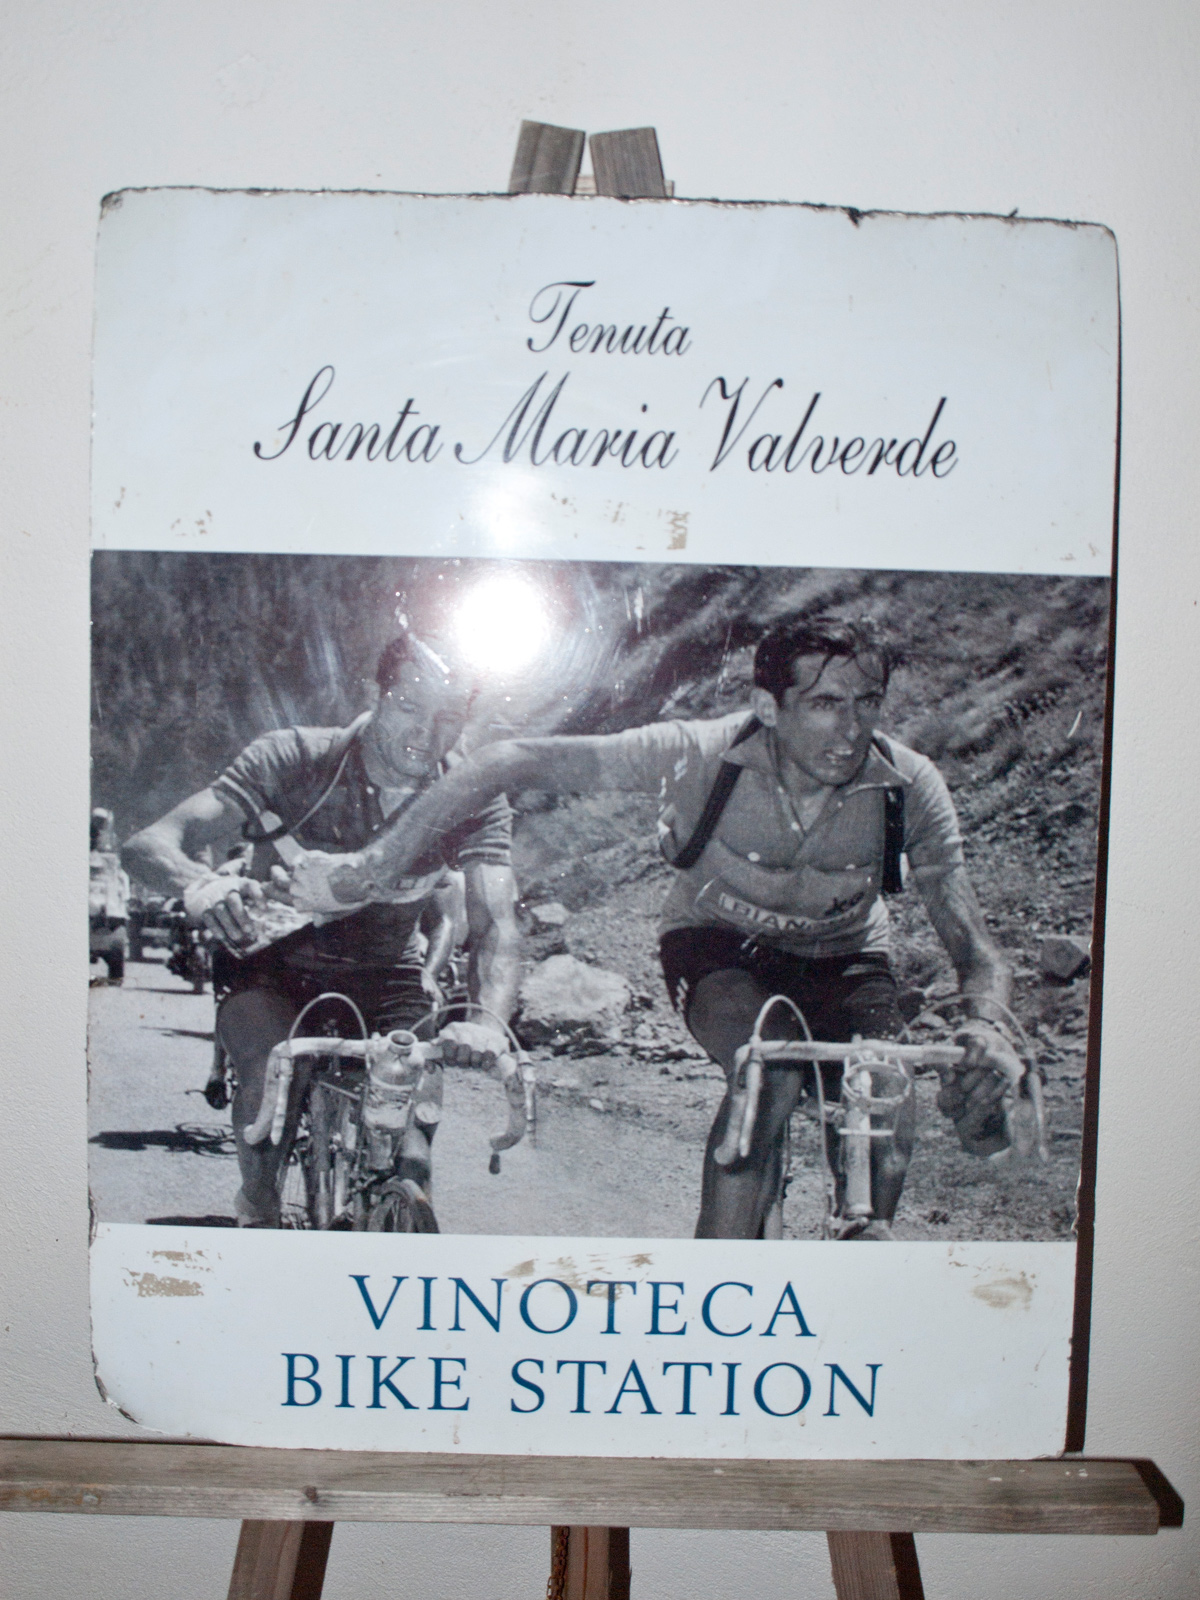 Tenuta
Santa Maria Valverde
VINOTECA
BIKE STATION